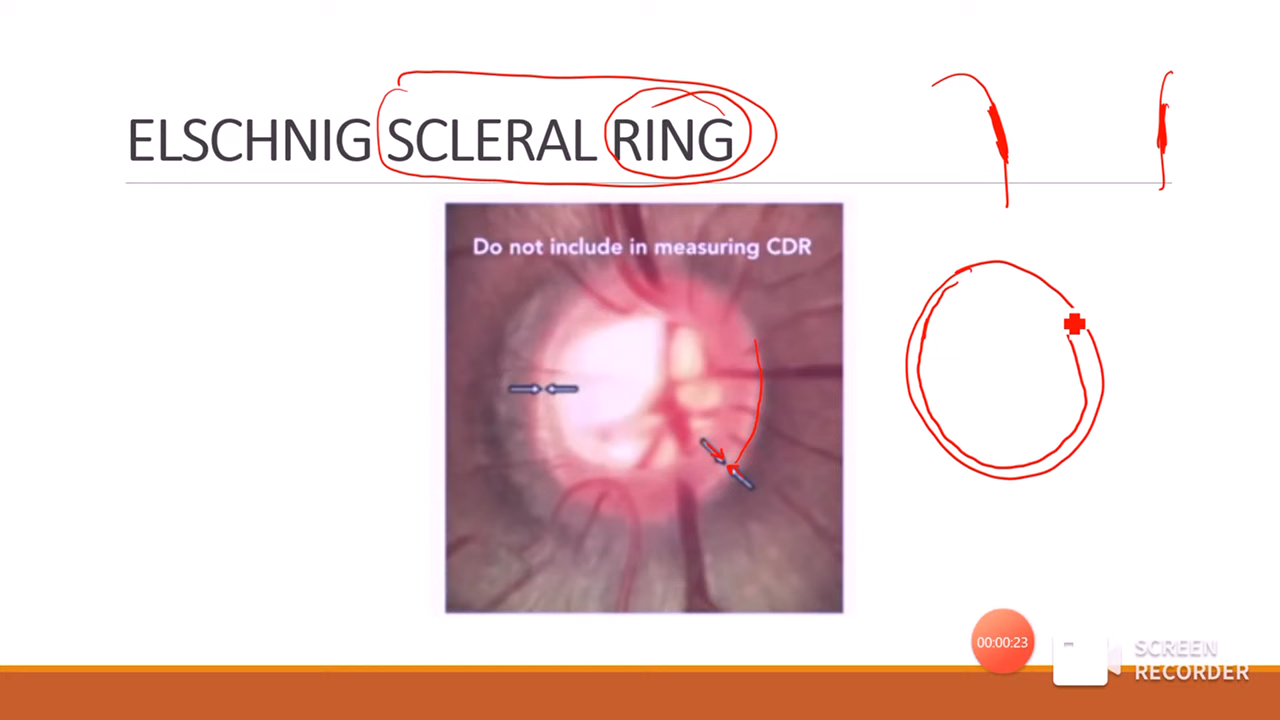 ELSCHNIG SCLERAL RING
Do not include in measuring CDR
00:00:23
SCREEN
RECORDER